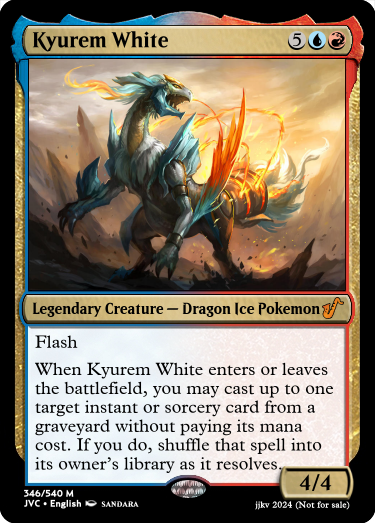 Kyurem White 5
Legendary Creature — Dragon Ice Pokemon
Flash
When Kyurem White enters or leaves
the battlefield, you may cast up to one
target instant or sorcery card from a
graveyard without paying its mana
cost. If you do, shuffle that spell into
its owner's library as it resolves.
4/4
346/540 M
JVC • English SANDARA
jjkv 2024 (Not for sale)